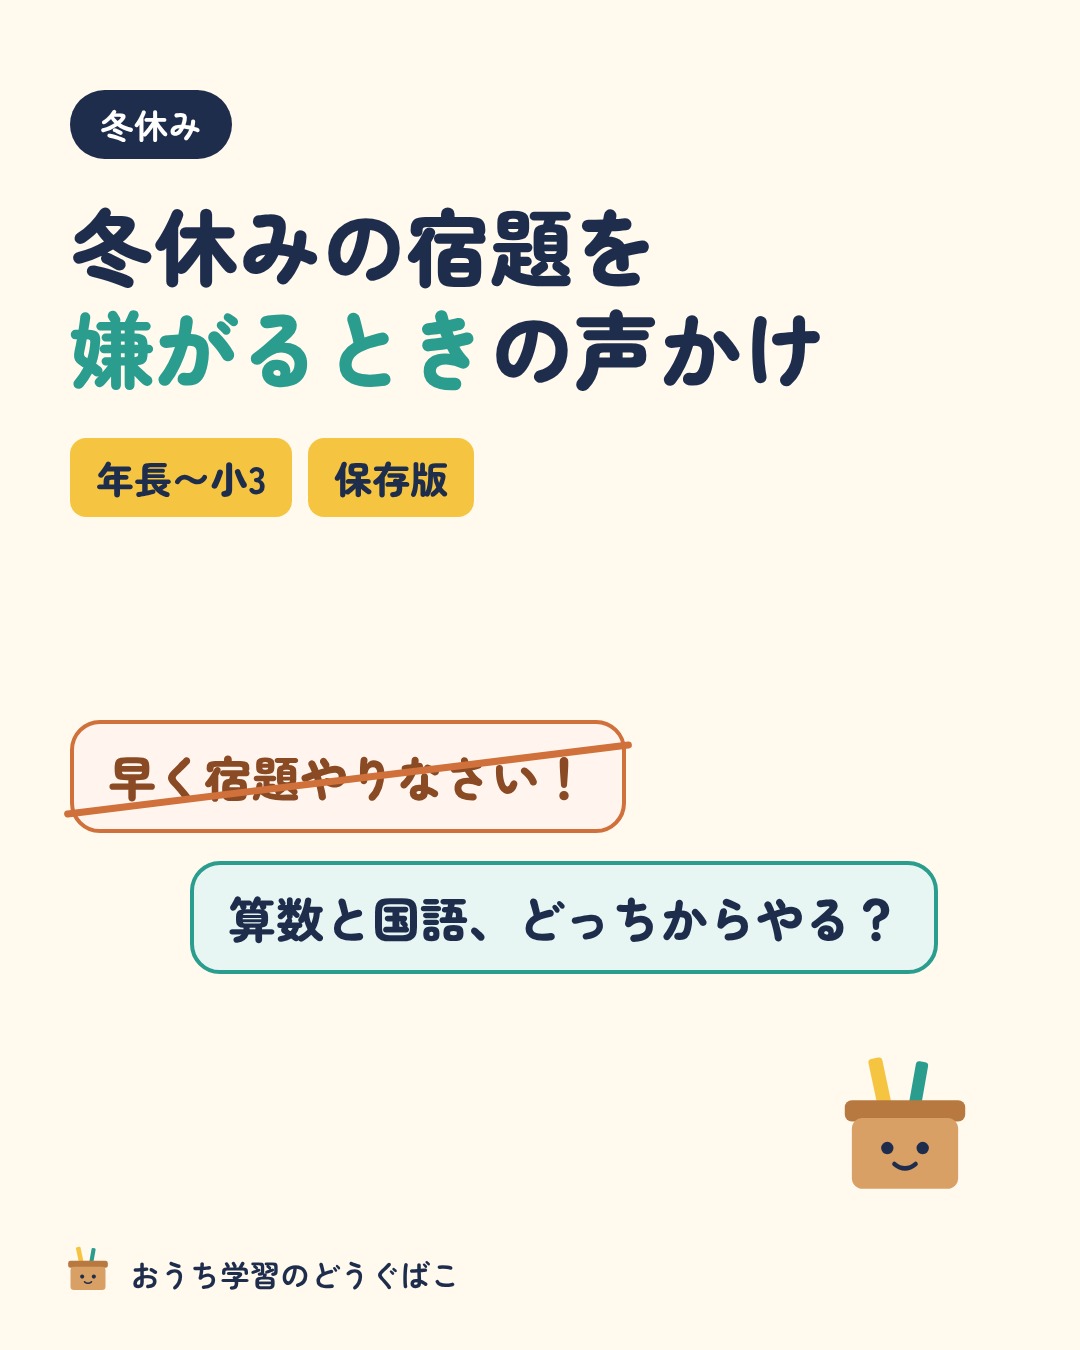 冬休み
冬休みの宿題を
嫌がるときの声かけ
年長〜小3 保存版
早く宿題やりなさい！
算数と国語、どっちからやる？
おうち学習のどうぐばこ